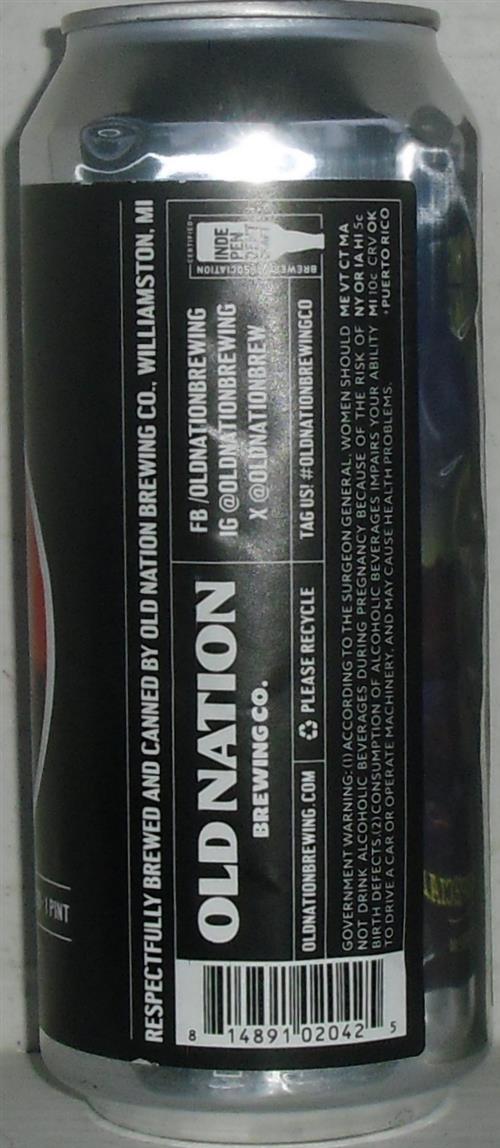 RESPECTFULLY BREWED AND CANNED BY OLD NATION BREWING CO., WILLIAMSTON, MI
OLD NATION
BREWING CO.
FB /OLDNATIONBREWING
IG @OLDNATIONBREWING
X @OLDNATIONBREW
CERTIFIED
INDE
PEN
DENT
CRAFT
BREWERS ASSOCIATION
OLDNATIONBREWING.COM
PLEASE RECYCLE
TAG US! #OLDNATIONBREWINGCO
GOVERNMENT WARNING: (1) ACCORDING TO THE SURGEON GENERAL, WOMEN SHOULD
NOT DRINK ALCOHOLIC BEVERAGES DURING PREGNANCY BECAUSE OF THE RISK OF
BIRTH DEFECTS. (2) CONSUMPTION OF ALCOHOLIC BEVERAGES IMPAIRS YOUR ABILITY
TO DRIVE A CAR OR OPERATE MACHINERY, AND MAY CAUSE HEALTH PROBLEMS.
ME VT CT MA
NY OR IA HI 5¢
MI 10¢ CRV OK
+PUERTO RICO
8 14891 02042 5
1 PINT